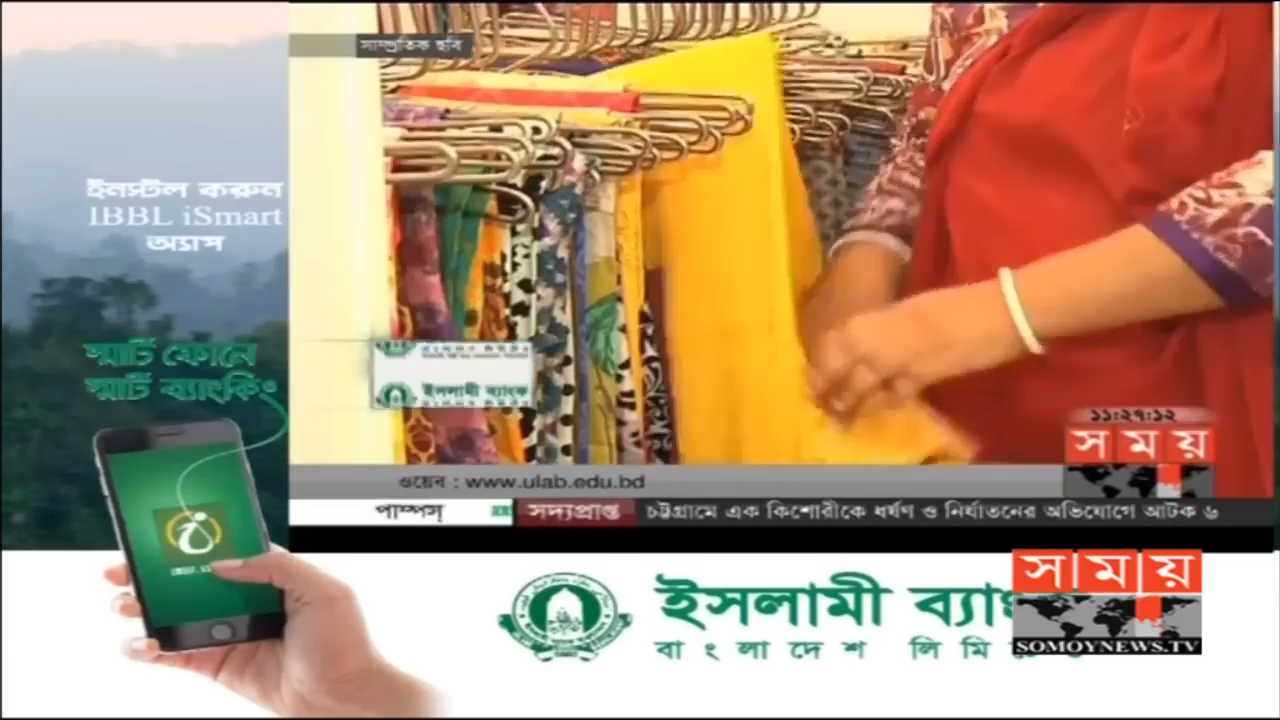 সাম্প্রতিক ছবি
ইনস্টল করুন
IBBL iSmart
অ্যাপ
স্মার্ট ফোনে
স্মার্ট ব্যাংকিং
ইসলামী ব্যাংক
১১:২৭:১২
সময়
ওয়েব : www.ulab.edu.bd
পাম্পস্ সদ্যপ্রাপ্ত চট্টগ্রামে এক কিশোরীকে ধর্ষণ ও নির্যাতনের অভিযোগে আটক ৬
সময়
SOMOYNEWS.TV
ইসলামী
বাংলাদেশ